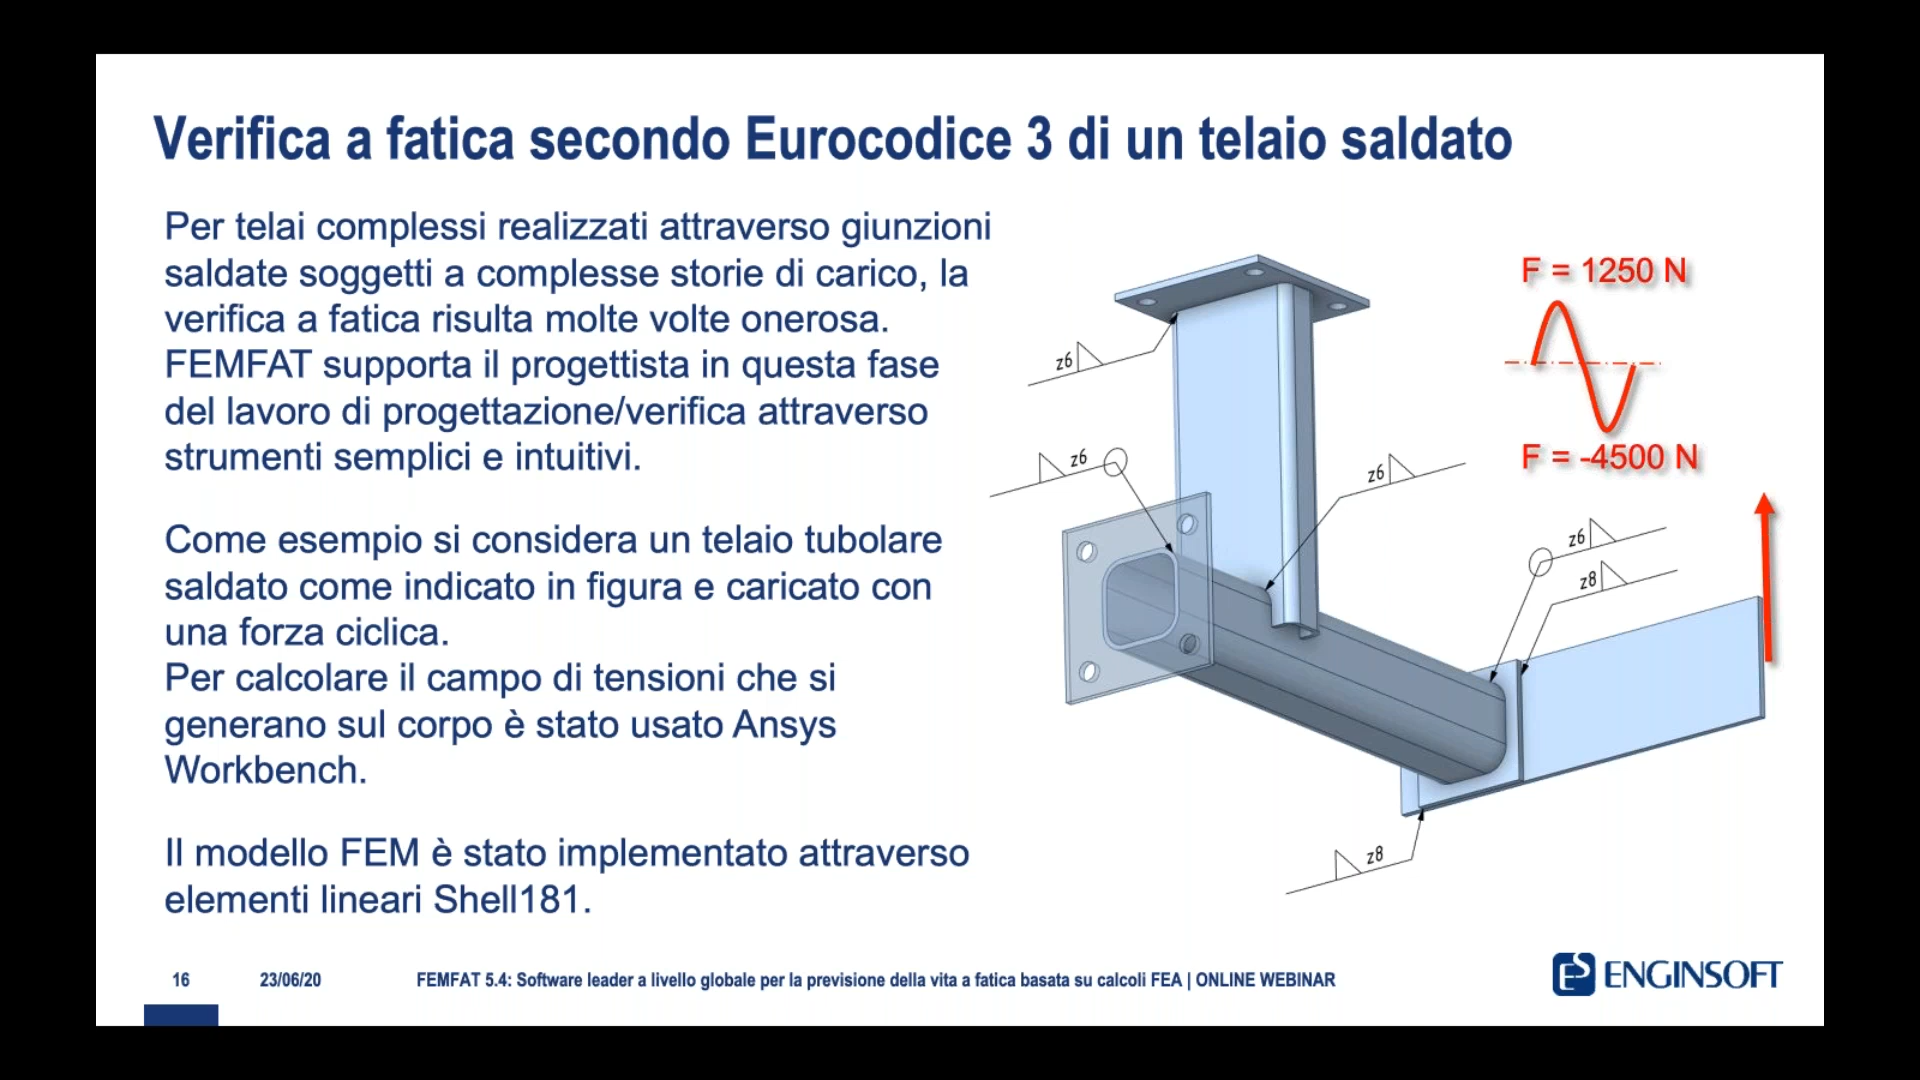 Verifica a fatica secondo Eurocodice 3 di un telaio saldato
Per telai complessi realizzati attraverso giunzioni
saldate soggetti a complesse storie di carico, la
verifica a fatica risulta molte volte onerosa.
FEMFAT supporta il progettista in questa fase
del lavoro di progettazione/verifica attraverso
strumenti semplici e intuitivi.
Come esempio si considera un telaio tubolare
saldato come indicato in figura e caricato con
una forza ciclica.
Per calcolare il campo di tensioni che si
generano sul corpo è stato usato Ansys
Workbench.
Il modello FEM è stato implementato attraverso
elementi lineari Shell181.
F = 1250 N
F = -4500 N
z6
z6
z6
z6
z8
z8
16
23/06/20
FEMFAT 5.4: Software leader a livello globale per la previsione della vita a fatica basata su calcoli FEA | ONLINE WEBINAR
ES ENGINSOFT